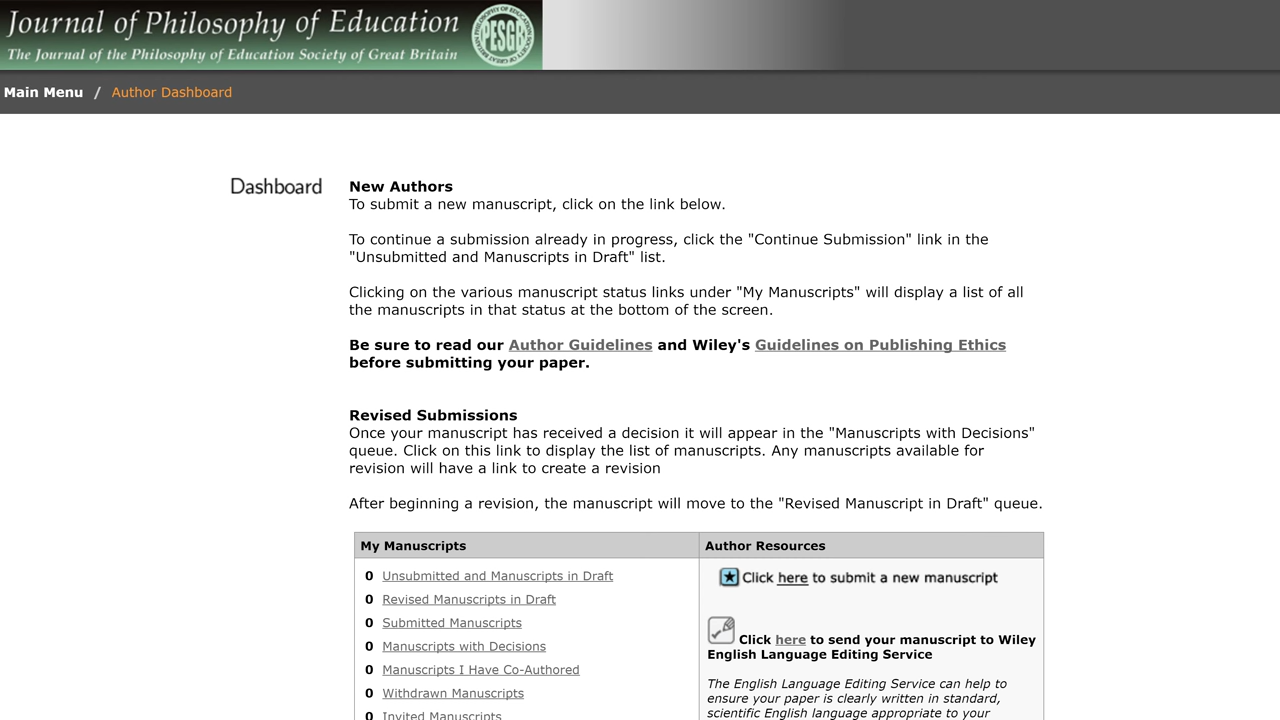 Journal of Philosophy of Education
The Journal of the Philosophy of Education Society of Great Britain
PESGB
Main Menu / Author Dashboard
Dashboard
New Authors
To submit a new manuscript, click on the link below.
To continue a submission already in progress, click the "Continue Submission" link in the
"Unsubmitted and Manuscripts in Draft" list.
Clicking on the various manuscript status links under "My Manuscripts" will display a list of all
the manuscripts in that status at the bottom of the screen.
Be sure to read our Author Guidelines and Wiley's Guidelines on Publishing Ethics
before submitting your paper.
Revised Submissions
Once your manuscript has received a decision it will appear in the "Manuscripts with Decisions"
queue. Click on this link to display the list of manuscripts. Any manuscripts available for
revision will have a link to create a revision
After beginning a revision, the manuscript will move to the "Revised Manuscript in Draft" queue.
My Manuscripts
0 Unsubmitted and Manuscripts in Draft
0 Revised Manuscripts in Draft
0 Submitted Manuscripts
0 Manuscripts with Decisions
0 Manuscripts I Have Co-Authored
0 Withdrawn Manuscripts
0 Invited Manuscripts
Author Resources
Click here to submit a new manuscript
Click here to send your manuscript to Wiley
English Language Editing Service
The English Language Editing Service can help to
ensure your paper is clearly written in standard,
scientific English language appropriate to your